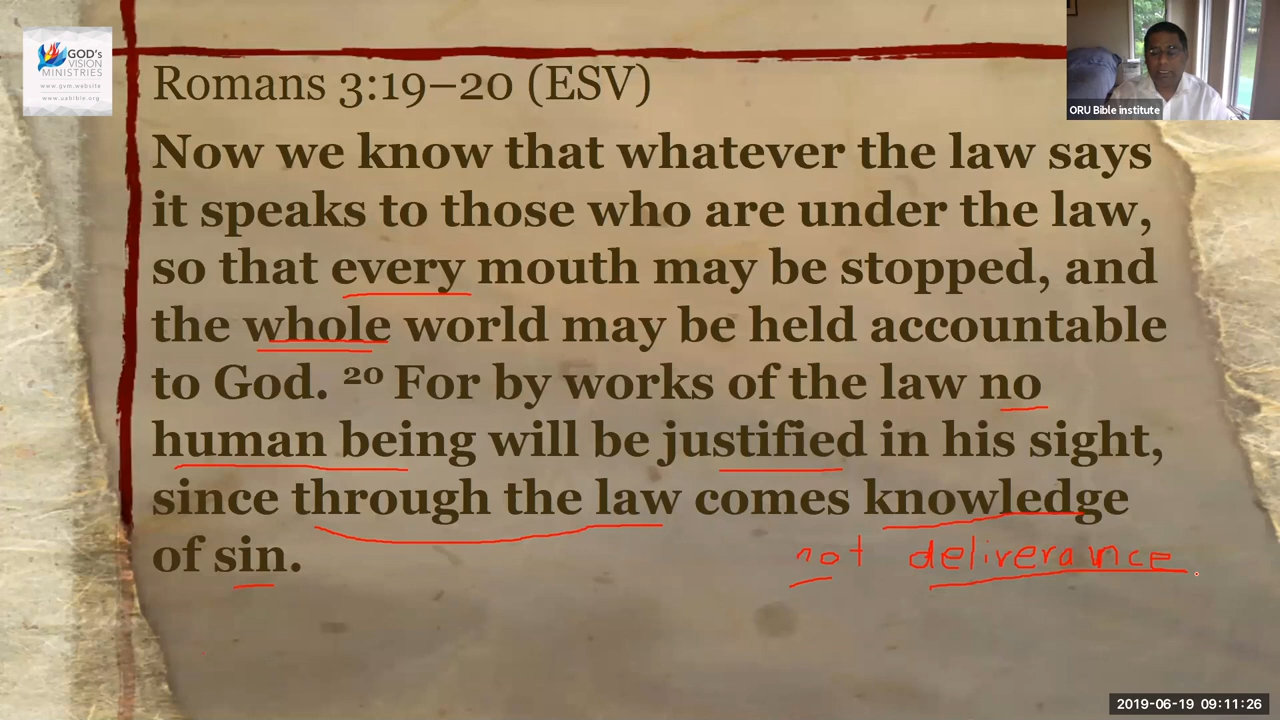 GOD's
VISION
MINISTRIES
www.gvm.website
www.usbible.org
ORU Bible institute
Romans 3:19–20 (ESV)
Now we know that whatever the law says
it speaks to those who are under the law,
so that every mouth may be stopped, and
the whole world may be held accountable
to God. ²⁰ For by works of the law no
human being will be justified in his sight,
since through the law comes knowledge
of sin.
not deliverance
2019-06-19 09:11:26